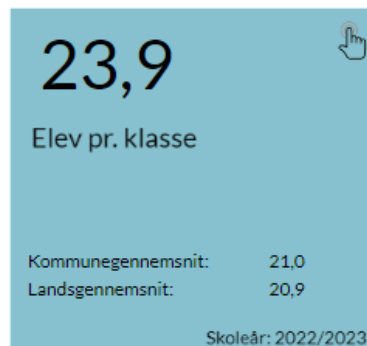 23,9
Elev pr. klasse
Kommunegennemsnit: 21,0
Landsgennemsnit: 20,9
Skoleår: 2022/2023